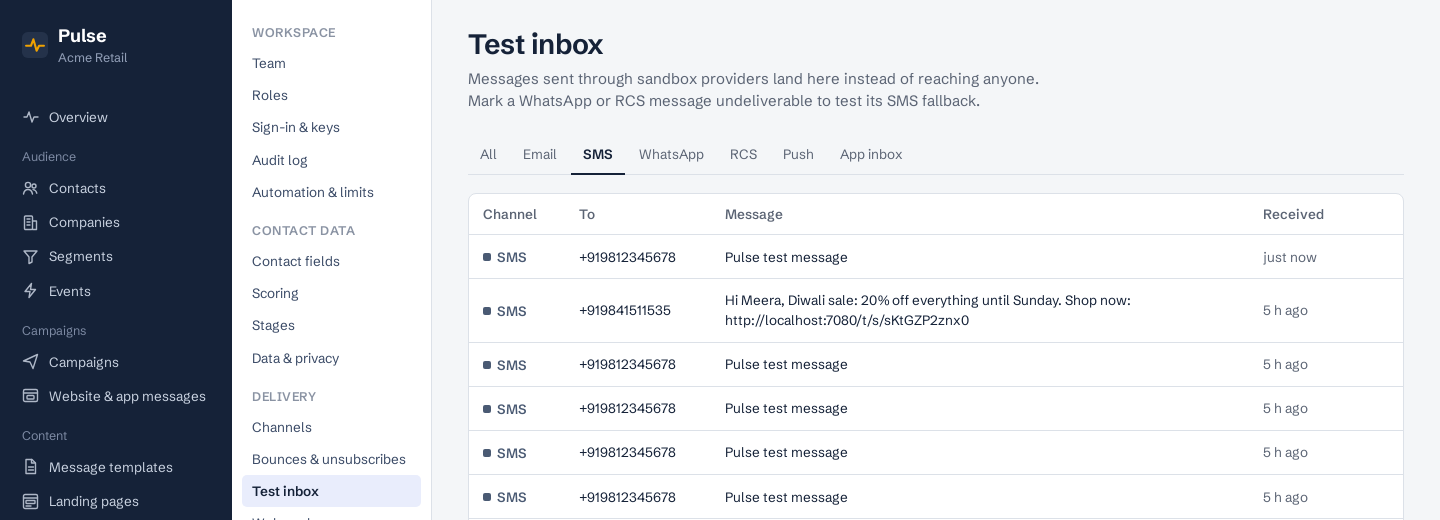 Pulse
Acme Retail
Overview
Audience
Contacts
Companies
Segments
Events
Campaigns
Campaigns
Website & app messages
Content
Message templates
Landing pages
WORKSPACE
Team
Roles
Sign-in & keys
Audit log
Automation & limits
CONTACT DATA
Contact fields
Scoring
Stages
Data & privacy
DELIVERY
Channels
Bounces & unsubscribes
Test inbox
Test inbox
Messages sent through sandbox providers land here instead of reaching anyone.
Mark a WhatsApp or RCS message undeliverable to test its SMS fallback.
All Email SMS WhatsApp RCS Push App inbox
Channel To Message Received
SMS +919812345678 Pulse test message just now
SMS +919841511535 Hi Meera, Diwali sale: 20% off everything until Sunday. Shop now: 5 h ago
http://localhost:7080/t/s/sKtGZP2znx0
SMS +919812345678 Pulse test message 5 h ago
SMS +919812345678 Pulse test message 5 h ago
SMS +919812345678 Pulse test message 5 h ago
SMS +919812345678 Pulse test message 5 h ago